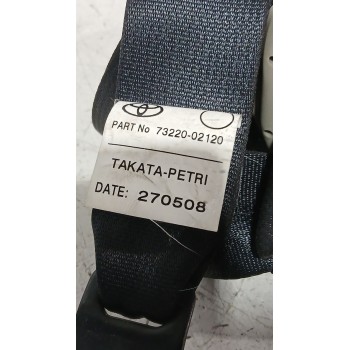 PART No 73220-02120
TAKATA-PETRI
DATE: 270508